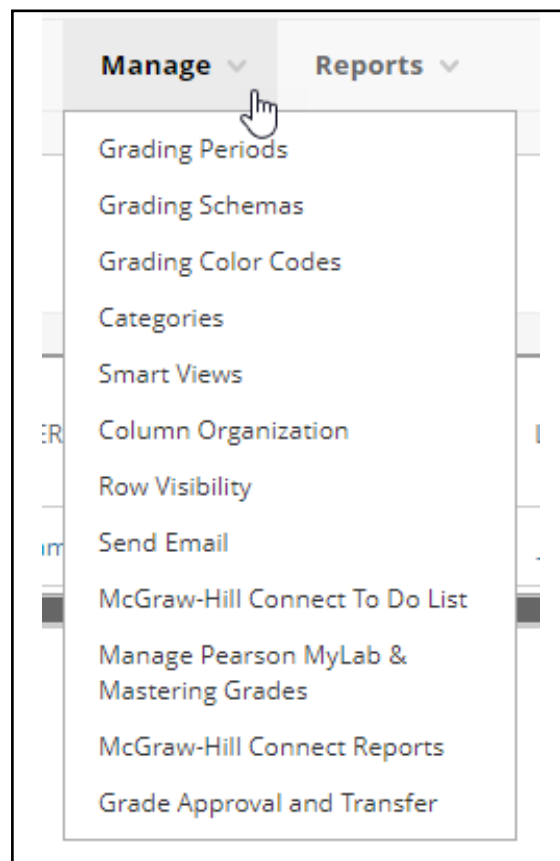 Manage Reports
Grading Periods
Grading Schemas
Grading Color Codes
Categories
Smart Views
Column Organization
Row Visibility
Send Email
McGraw-Hill Connect To Do List
Manage Pearson MyLab &
Mastering Grades
McGraw-Hill Connect Reports
Grade Approval and Transfer